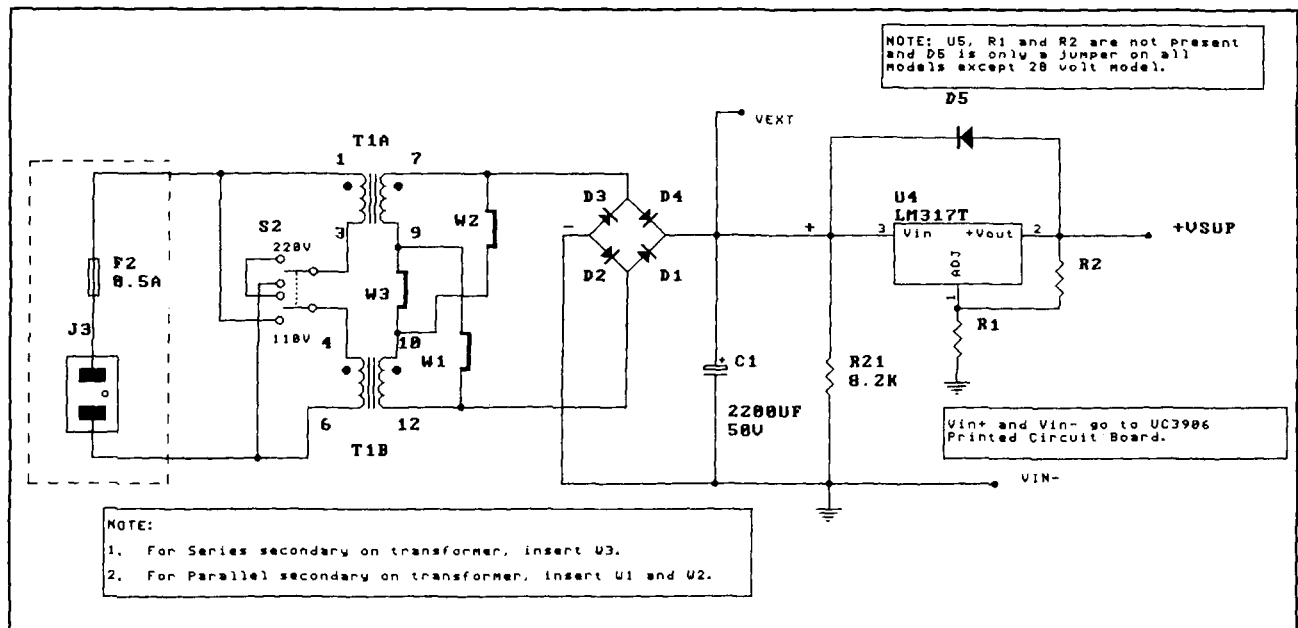 NOTE: U5, R1 and R2 are not present
and D5 is only a jumper on all
models except 28 volt model.
D5
VEXT
T1A
1 7
U4
LM317T
D3 D4
S2
W2
3 9
220V
- + 3 Vin +Vout 2 +VSUP
F2
0.5A
D2 D1
ADJ
R2
W3
1
R1
J3
110V
4 10
W1
C1
+
R21
8.2K
2200UF
50V
6 12
T1B
Vin+ and Vin- go to UC3906
Printed Circuit Board.
VIN-
NOTE:
1. For Series secondary on transformer, insert W3.
2. For Parallel secondary on transformer, insert W1 and W2.